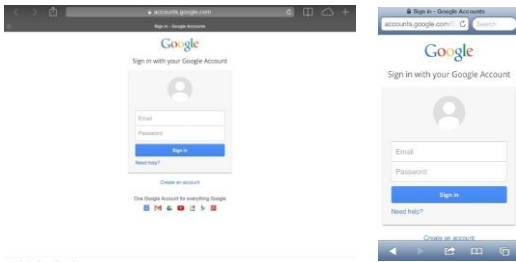 accounts.google.com
Sign in - Google Accounts
Google
Sign in with your Google Account
Email
Password
Sign in
Need help?
Create an account
One Google Account for everything Google
Sign in - Google Accounts
accounts.google.com/
Search
Google
Sign in with your Google Account
Email
Password
Sign in
Need help?
Create an account